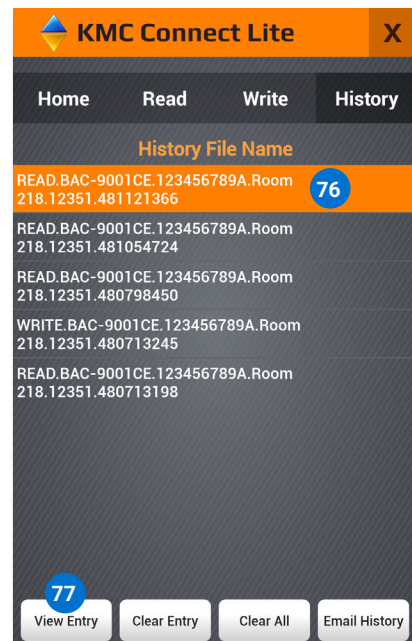 KMC Connect Lite X
Home Read Write History
History File Name
READ.BAC-9001CE.123456789A.Room
218.12351.481121366
76
READ.BAC-9001CE.123456789A.Room
218.12351.481054724
READ.BAC-9001CE.123456789A.Room
218.12351.480798450
WRITE.BAC-9001CE.123456789A.Room
218.12351.480713245
READ.BAC-9001CE.123456789A.Room
218.12351.480713198
77
View Entry Clear Entry Clear All Email History